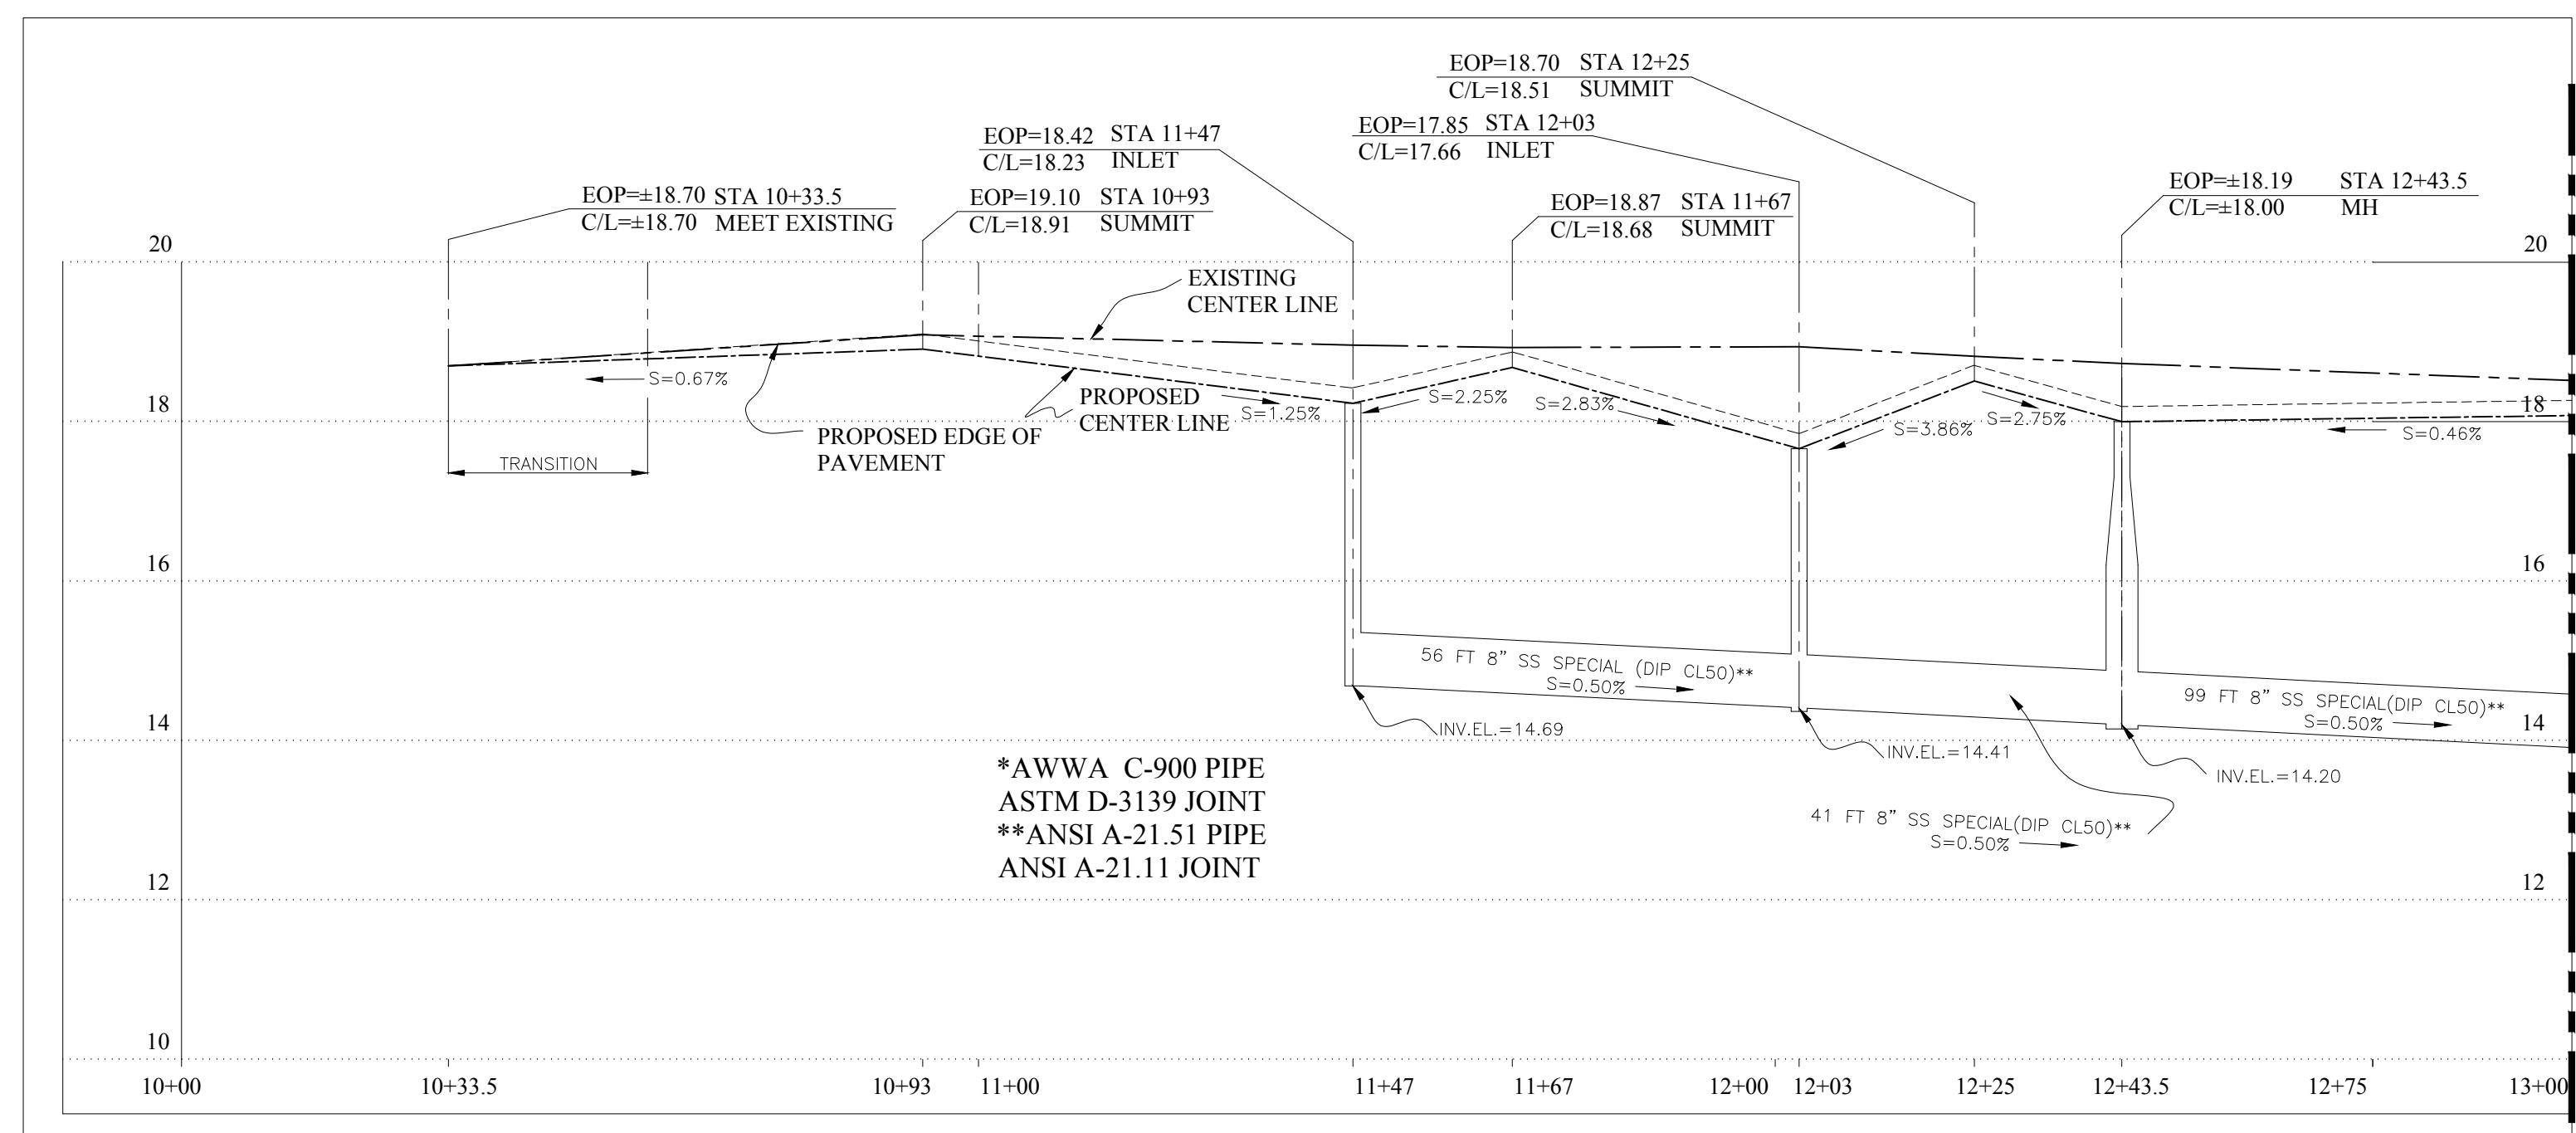 EOP=18.70 STA 12+25
C/L=18.51 SUMMIT
EOP=18.42 STA 11+47
C/L=18.23 INLET
EOP=17.85 STA 12+03
C/L=17.66 INLET
EOP=±18.70 STA 10+33.5
C/L=±18.70 MEET EXISTING
EOP=19.10 STA 10+93
C/L=18.91 SUMMIT
EOP=18.87 STA 11+67
C/L=18.68 SUMMIT
EOP=±18.19 STA 12+43.5
C/L=±18.00 MH
20
20
EXISTING
CENTER LINE
S=0.67%
PROPOSED
CENTER LINE
S=1.25%
S=2.25%
S=2.83%
S=3.86%
S=2.75%
S=0.46%
18
18
PROPOSED EDGE OF
PAVEMENT
TRANSITION
16
16
56 FT 8" SS SPECIAL (DIP CL50)**
S=0.50%
99 FT 8" SS SPECIAL(DIP CL50)**
S=0.50%
14
14
INV.EL.=14.69
INV.EL.=14.41
INV.EL.=14.20
*AWWA C-900 PIPE
ASTM D-3139 JOINT
**ANSI A-21.51 PIPE
ANSI A-21.11 JOINT
41 FT 8" SS SPECIAL(DIP CL50)**
S=0.50%
12
12
10
10+00 10+33.5 10+93 11+00 11+47 11+67 12+00 12+03 12+25 12+43.5 12+75 13+00